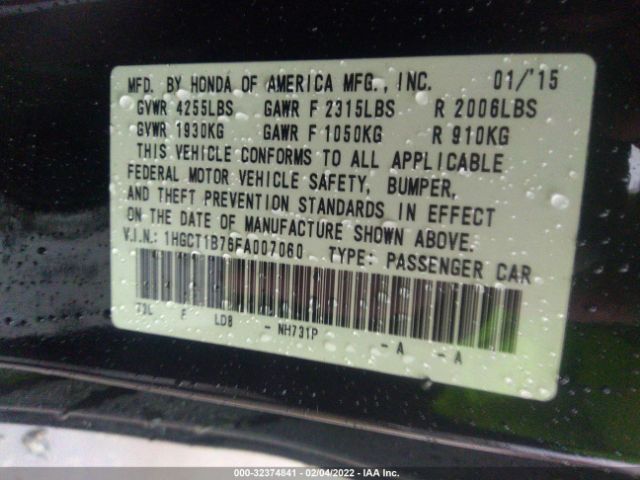 MFD. BY HONDA OF AMERICA MFG., INC. 01/'15
GVWR 4255LBS GAWR F 2315LBS R 2006LBS
GVWR 1930KG GAWR F 1050KG R 910KG
THIS VEHICLE CONFORMS TO ALL APPLICABLE
FEDERAL MOTOR VEHICLE SAFETY, BUMPER,
AND THEFT PREVENTION STANDARDS IN EFFECT
ON THE DATE OF MANUFACTURE SHOWN ABOVE.
V.I.N.: 1HGCT1B76FA007060 TYPE: PASSENGER CAR
F LD8 - NH731P - A - A
000-32374841 - 02/04/2022 - IAA Inc.